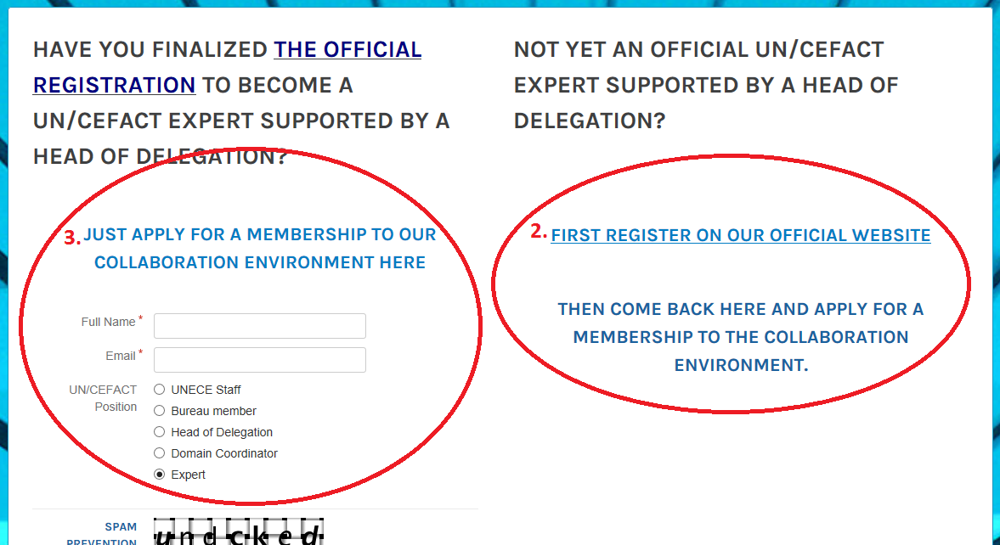 HAVE YOU FINALIZED THE OFFICIAL
REGISTRATION TO BECOME A
UN/CEFACT EXPERT SUPPORTED BY A
HEAD OF DELEGATION?
3. JUST APPLY FOR A MEMBERSHIP TO OUR
COLLABORATION ENVIRONMENT HERE
Full Name *
Email *
UN/CEFACT
Position
UNECE Staff
Bureau member
Head of Delegation
Domain Coordinator
Expert
SPAM
PREVENTION
undcked
NOT YET AN OFFICIAL UN/CEFACT
EXPERT SUPPORTED BY A HEAD OF
DELEGATION?
2. FIRST REGISTER ON OUR OFFICIAL WEBSITE
THEN COME BACK HERE AND APPLY FOR A
MEMBERSHIP TO THE COLLABORATION
ENVIRONMENT.